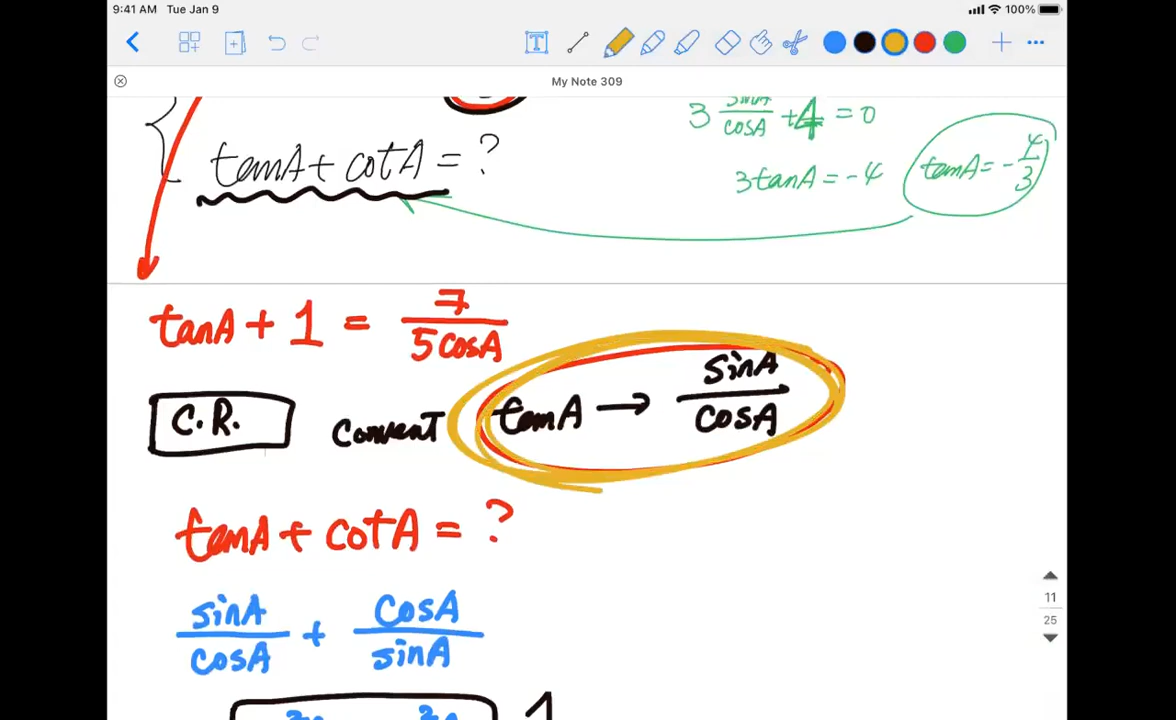 9:41 AM Tue Jan 9
100%
My Note 309
3 sinA/cosA + 4 = 0
tanA + cotA = ?
3tanA = -4
tanA = -4/3
tanA + 1 = 7/5cosA
C.R.
Convert tanA → sinA/cosA
tanA + cotA = ?
sinA/cosA + cosA/sinA
11
25
1